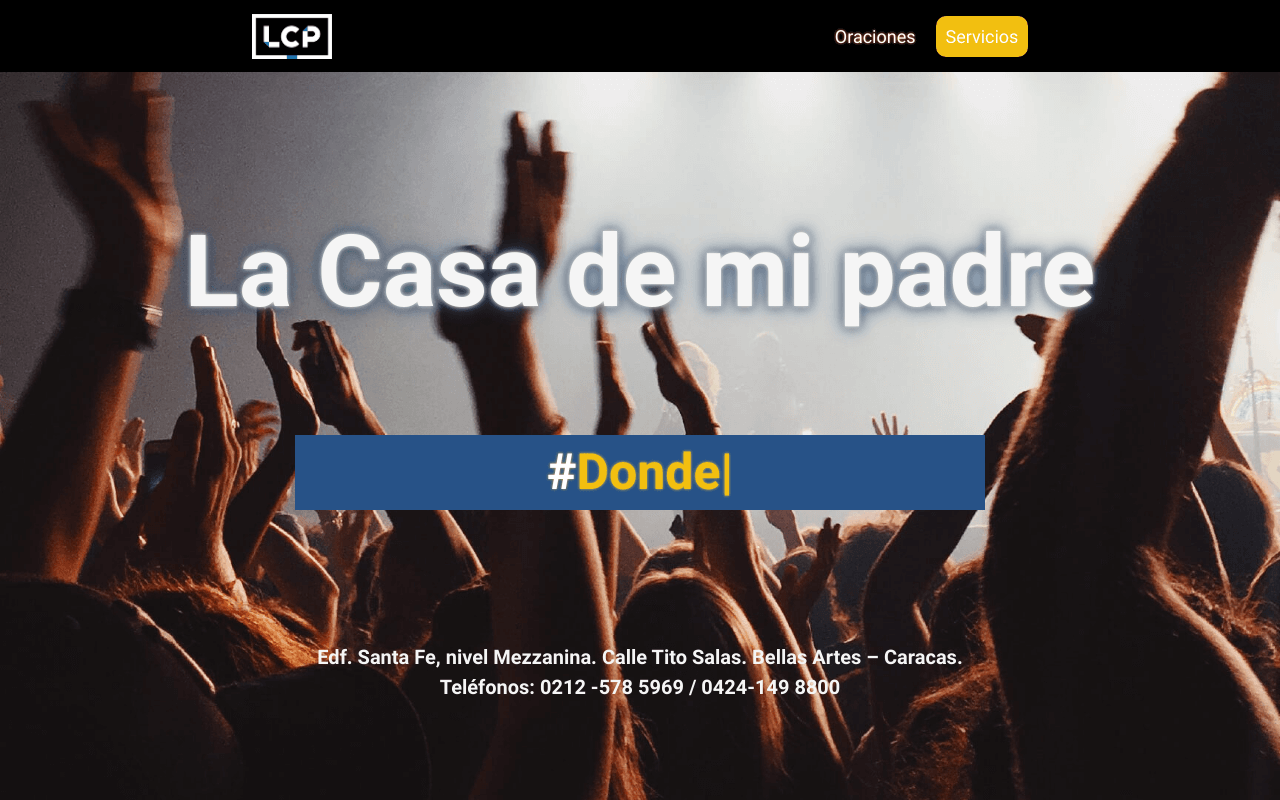 LCP
Oraciones
Servicios
La Casa de mi padre
#Donde|
Edf. Santa Fe, nivel Mezzanina. Calle Tito Salas. Bellas Artes – Caracas.
Teléfonos: 0212 -578 5969 / 0424-149 8800